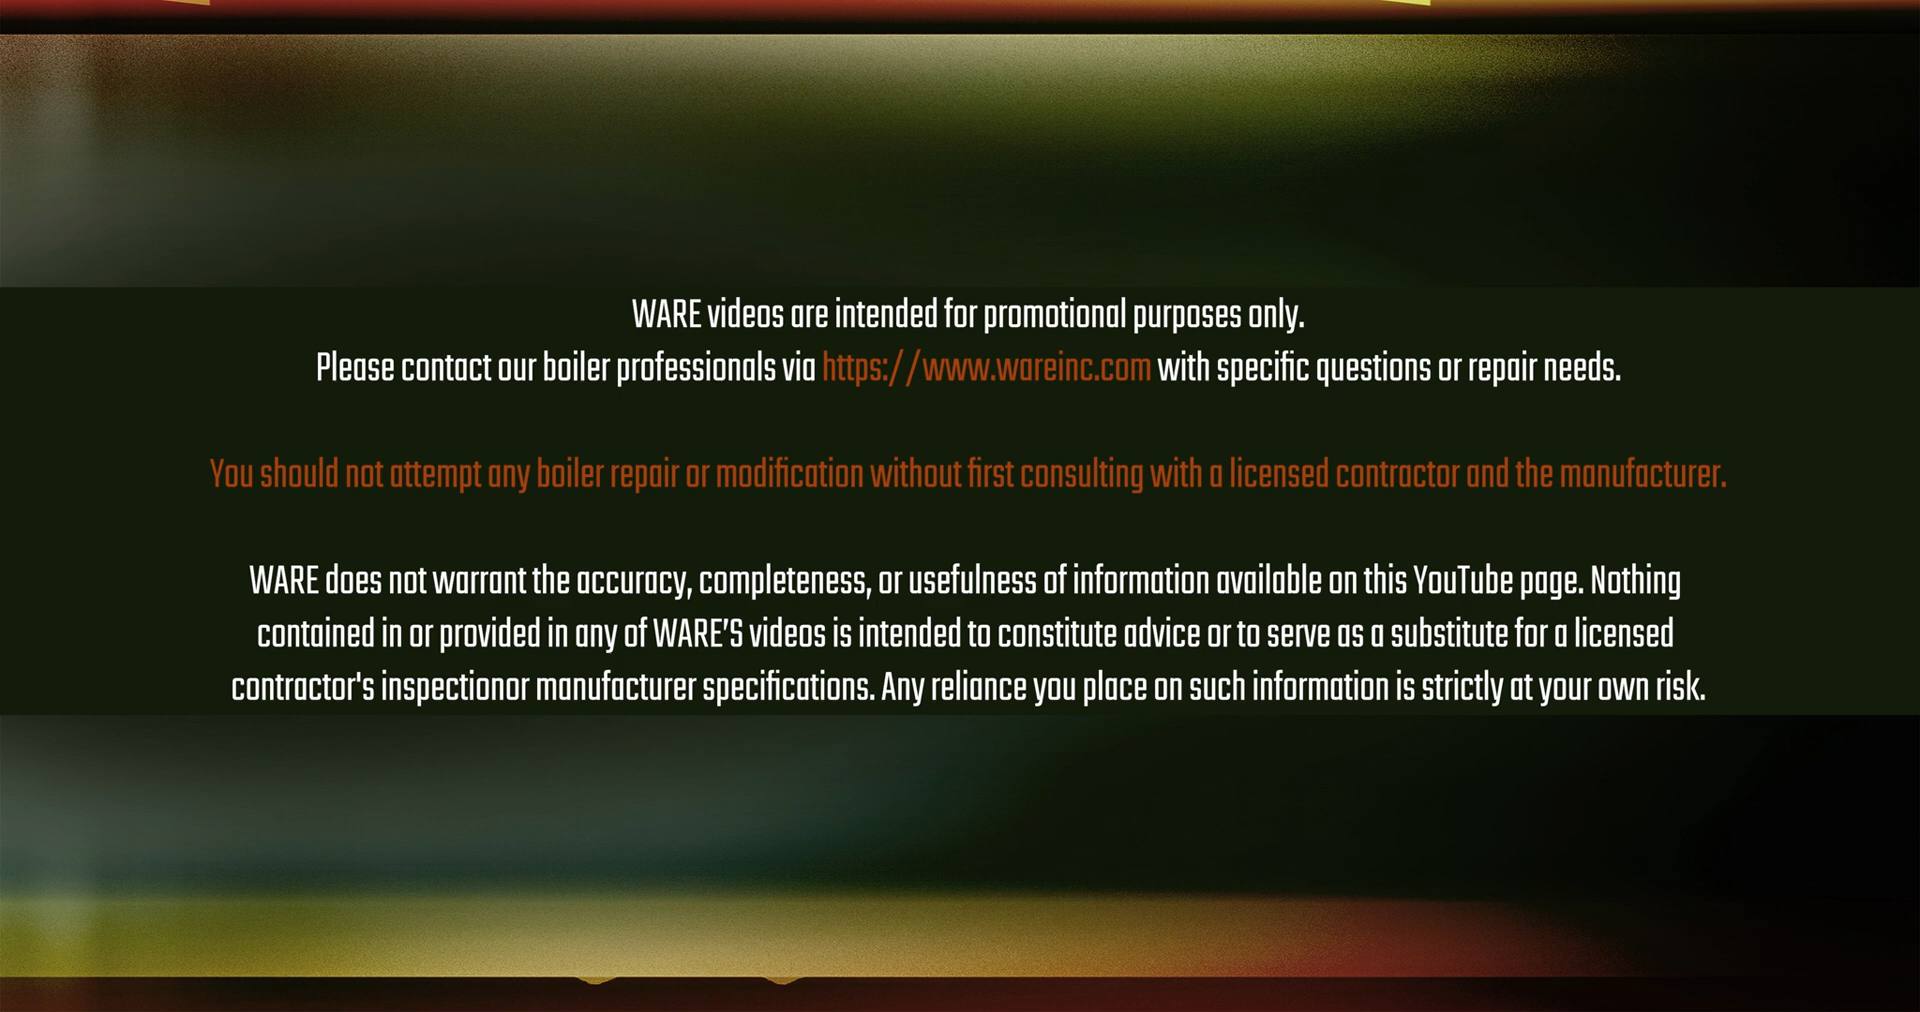 WARE videos are intended for promotional purposes only.
Please contact our boiler professionals via https://www.wareinc.com with specific questions or repair needs.
You should not attempt any boiler repair or modification without first consulting with a licensed contractor and the manufacturer.
WARE does not warrant the accuracy, completeness, or usefulness of information available on this YouTube page. Nothing
contained in or provided in any of WARE’S videos is intended to constitute advice or to serve as a substitute for a licensed
contractor's inspectionor manufacturer specifications. Any reliance you place on such information is strictly at your own risk.